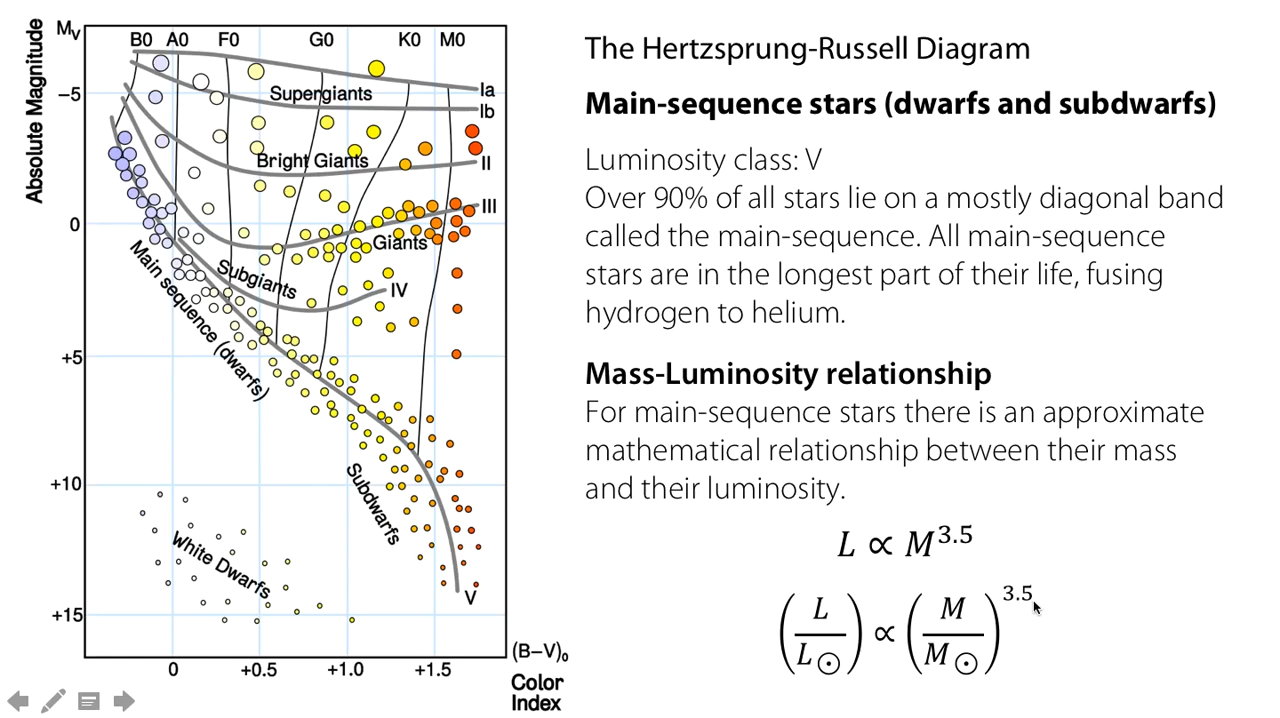 M_V
Absolute Magnitude
B0 A0 F0 G0 K0 M0
−5
0
+5
+10
+15
Ia
Supergiants
Ib
Bright Giants
II
III
Giants
Subgiants
IV
Main sequence (dwarfs)
Subdwarfs
White Dwarfs
V
0 +0.5 +1.0 +1.5
(B−V)₀
Color
Index
The Hertzsprung-Russell Diagram
Main-sequence stars (dwarfs and subdwarfs)
Luminosity class: V
Over 90% of all stars lie on a mostly diagonal band
called the main-sequence. All main-sequence
stars are in the longest part of their life, fusing
hydrogen to helium.
Mass-Luminosity relationship
For main-sequence stars there is an approximate
mathematical relationship between their mass
and their luminosity.
L ∝ M^3.5
(L/L☉) ∝ (M/M☉)^3.5